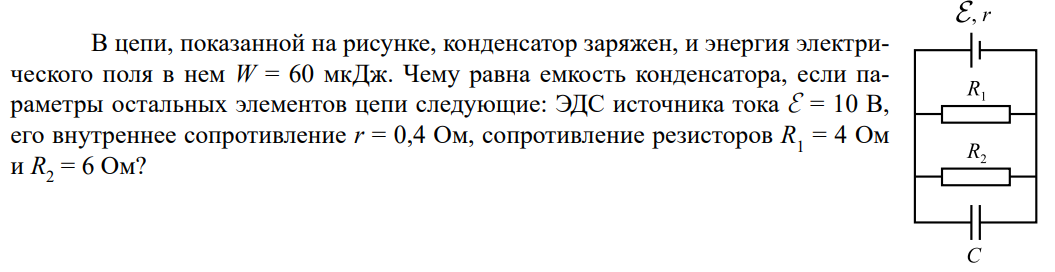 ℰ, r
В цепи, показанной на рисунке, конденсатор заряжен, и энергия электри-
ческого поля в нем W = 60 мкДж. Чему равна емкость конденсатора, если па-
раметры остальных элементов цепи следующие: ЭДС источника тока ℰ = 10 В,
его внутреннее сопротивление r = 0,4 Ом, сопротивление резисторов R₁ = 4 Ом
и R₂ = 6 Ом?
R₁
R₂
C